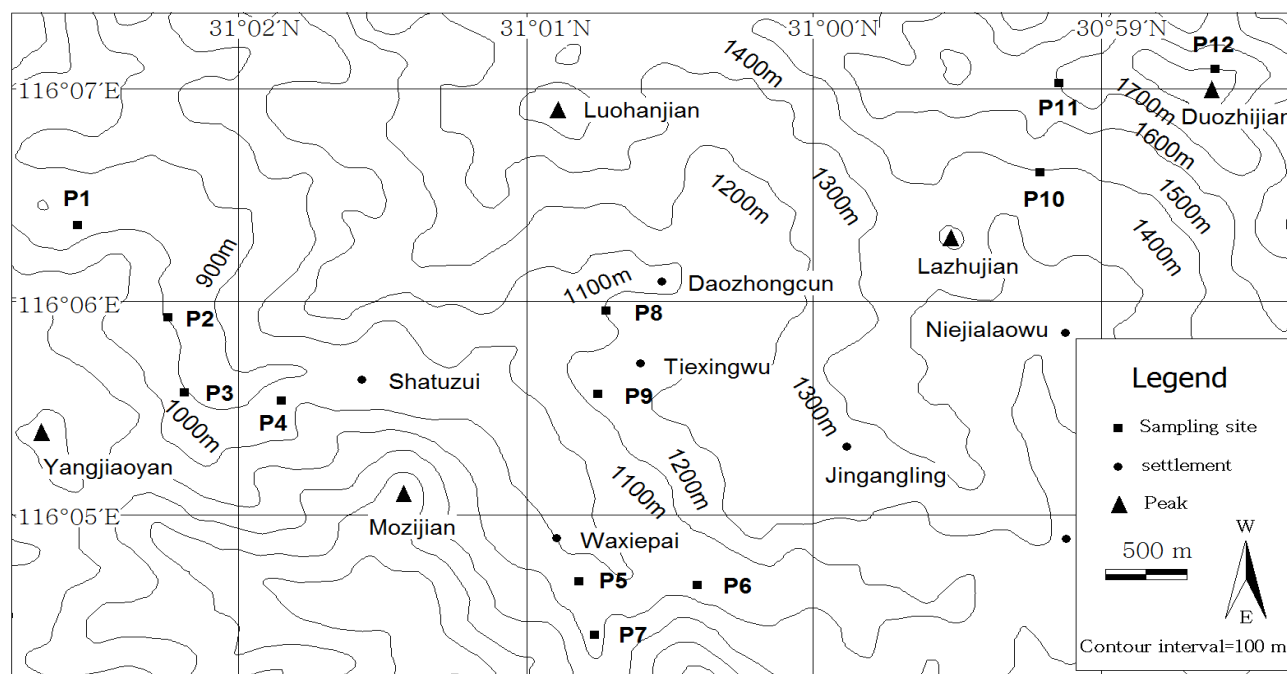 31°02′N
31°01′N
31°00′N
30°59′N
P12
1400m
116°07′E
Luohanjian
P11
1700m
Duozhijian
1600m
P1
1200m
1300m
P10
1500m
1400m
900m
Lazhujian
1100m
Daozhongcun
116°06′E
P2
P8
Niejialaowu
Tiexingwu
Legend
P3
Shatuzui
P9
1300m
P4
1000m
Sampling site
Yangjiaoyan
1200m
Jingangling
settlement
1100m
Mozijian
Peak
116°05′E
Waxiepai
W
500 m
P5
P6
E
P7
Contour interval=100 m